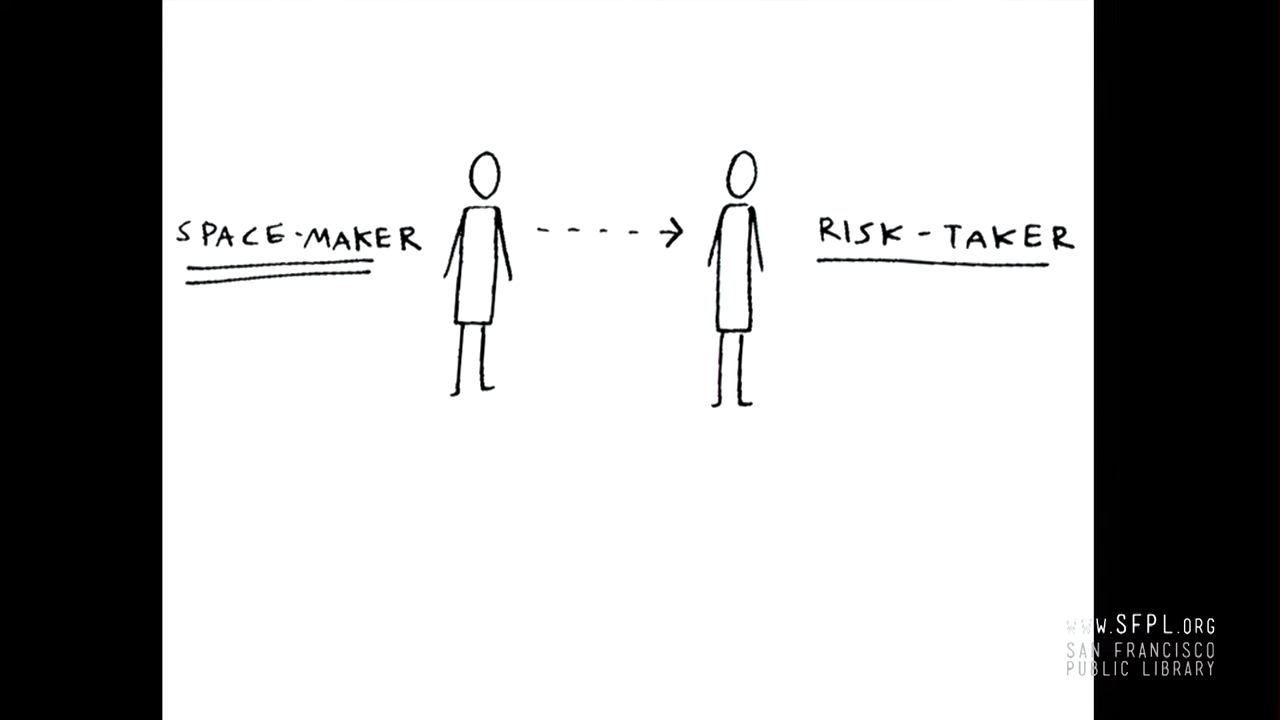 SPACE-MAKER
RISK - TAKER
www.SFPL.ORG
SAN FRANCISCO
PUBLIC LIBRARY